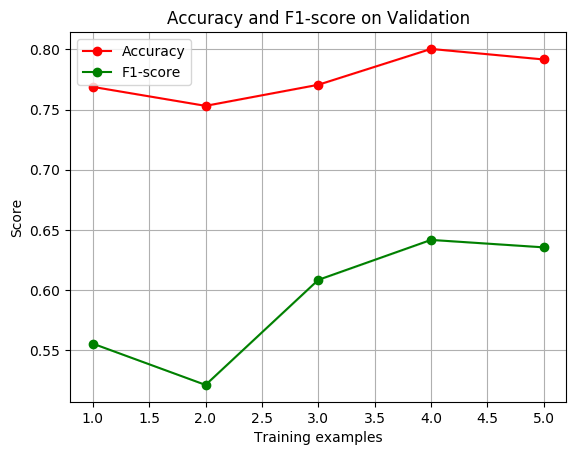 Accuracy and F1-score on Validation
Accuracy
F1-score
0.80
0.75
0.70
0.65
0.60
0.55
Score
1.0 1.5 2.0 2.5 3.0 3.5 4.0 4.5 5.0
Training examples